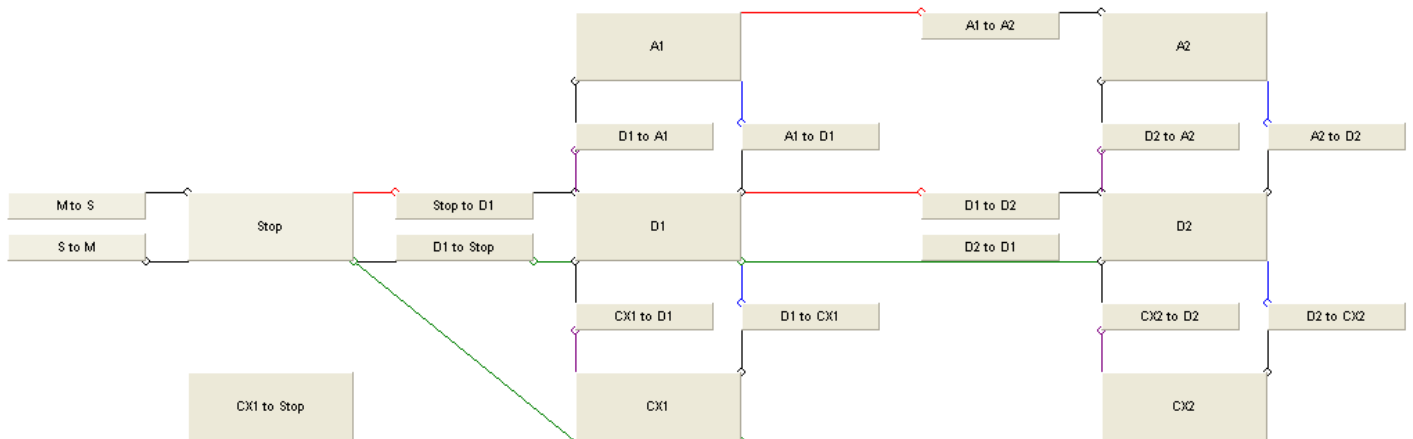 A1
A1 to A2
A2
D1 to A1
A1 to D1
D2 to A2
A2 to D2
M to S
Stop
Stop to D1
D1
D1 to D2
D2
S to M
D1 to Stop
D2 to D1
CX1 to D1
D1 to CX1
CX2 to D2
D2 to CX2
CX1 to Stop
CX1
CX2